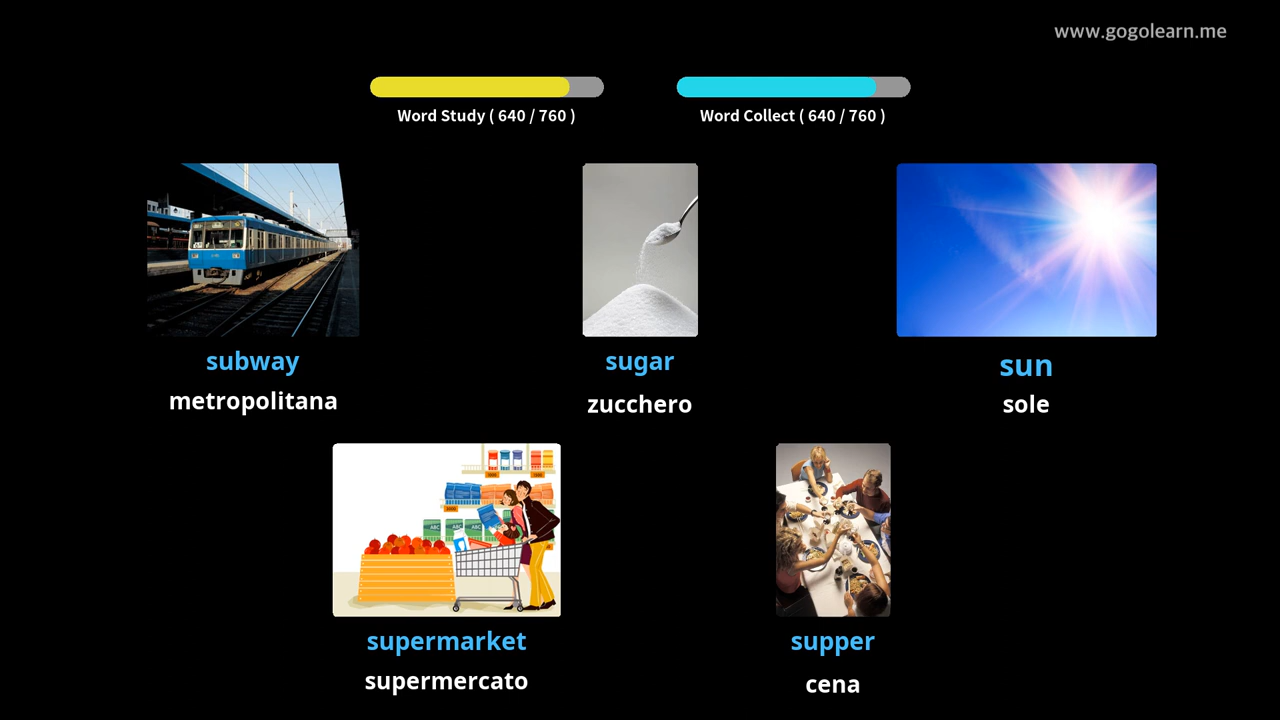 www.gogolearn.me
Word Study ( 640 / 760 )
Word Collect ( 640 / 760 )
subway
metropolitana
sugar
zucchero
sun
sole
supermarket
supermercato
supper
cena